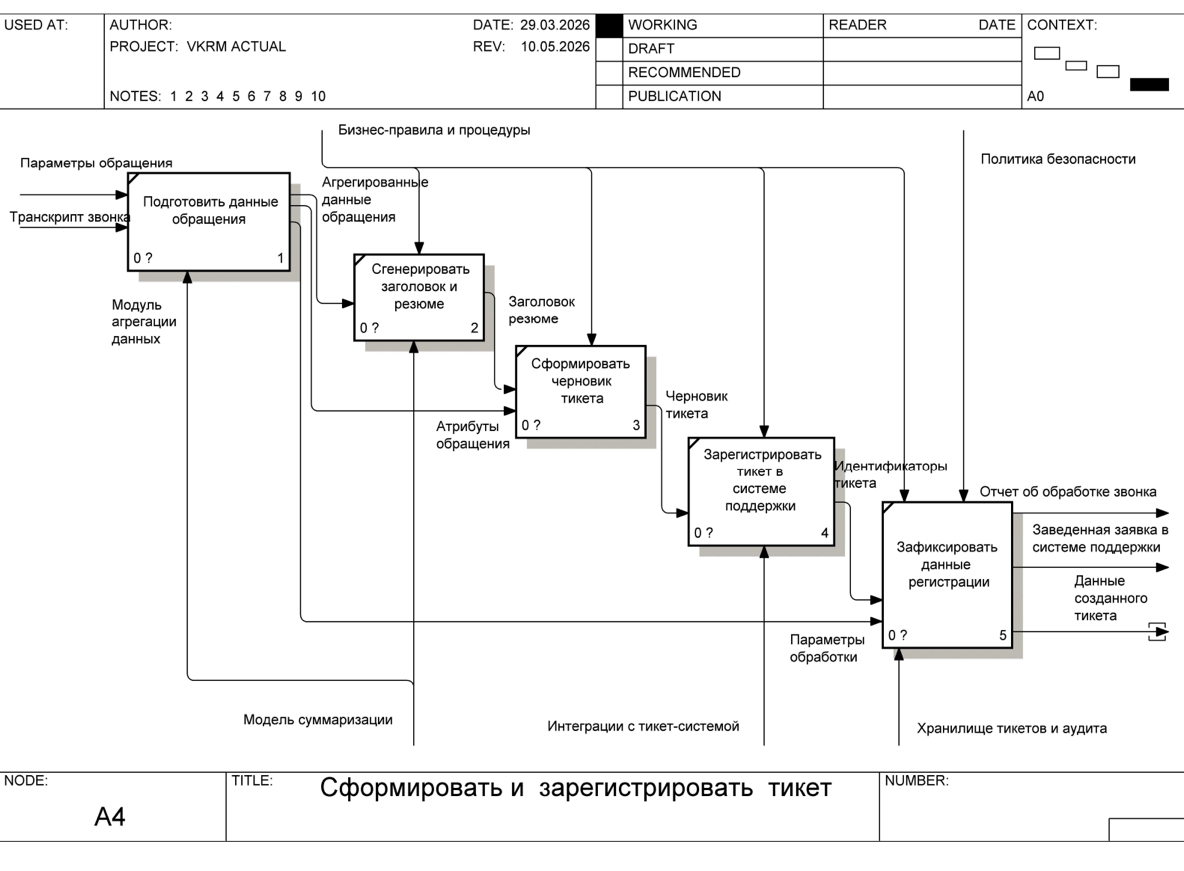 USED AT:
AUTHOR:
DATE: 29.03.2026
PROJECT: VKRM ACTUAL
REV: 10.05.2026
NOTES: 1 2 3 4 5 6 7 8 9 10
WORKING
DRAFT
RECOMMENDED
PUBLICATION
READER DATE
CONTEXT:
A0
Бизнес-правила и процедуры
Политика безопасности
Параметры обращения
Транскрипт звонка
Подготовить данные
обращения
0 ? 1
Агрегированные
данные
обращения
Модуль
агрегации
данных
Сгенерировать
заголовок и
резюме
0 ? 2
Заголовок
резюме
Сформировать
черновик
тикета
0 ? 3
Атрибуты
обращения
Черновик
тикета
Зарегистрировать
тикет в
системе
поддержки
0 ? 4
Идентификаторы
тикета
Зафиксировать
данные
регистрации
0 ? 5
Отчет об обработке звонка
Заведенная заявка в
системе поддержки
Данные
созданного
тикета
Параметры
обработки
Модель суммаризации
Интеграции с тикет-системой
Хранилище тикетов и аудита
NODE:
A4
TITLE:
Сформировать и зарегистрировать тикет
NUMBER: